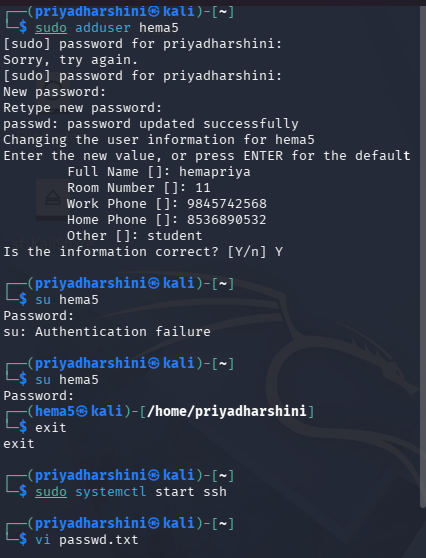 ┌──(priyadharshini㉿kali)-[~]
└─$ sudo adduser hema5
[sudo] password for priyadharshini:
Sorry, try again.
[sudo] password for priyadharshini:
New password:
Retype new password:
passwd: password updated successfully
Changing the user information for hema5
Enter the new value, or press ENTER for the default
        Full Name []: hemapriya
        Room Number []: 11
        Work Phone []: 9845742568
        Home Phone []: 8536890532
        Other []: student
Is the information correct? [Y/n] Y
┌──(priyadharshini㉿kali)-[~]
└─$ su hema5
Password:
su: Authentication failure
┌──(priyadharshini㉿kali)-[~]
└─$ su hema5
Password:
┌──(hema5㉿kali)-[/home/priyadharshini]
└─$ exit
exit
┌──(priyadharshini㉿kali)-[~]
└─$ sudo systemctl start ssh
┌──(priyadharshini㉿kali)-[~]
└─$ vi passwd.txt